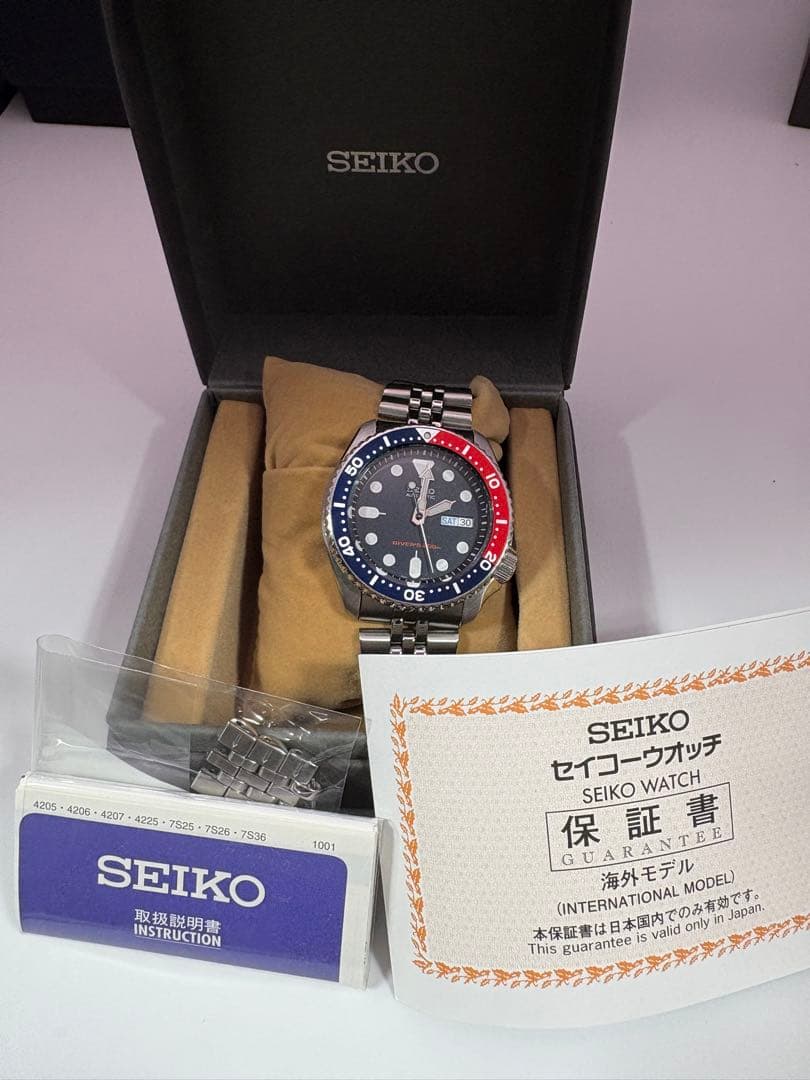 SEIKO
50
10
40
20
30
SEIKO
SAT 30
DIVER'S 200m
4205・4206・4207・4225・7S25・7S26・7S36
1001
SEIKO
取扱説明書
INSTRUCTION
SEIKO
セイコーウオッチ
SEIKO WATCH
保証書
GUARANTEE
海外モデル
(INTERNATIONAL MODEL)
本保証書は日本国内でのみ有効です。
This guarantee is valid only in Japan.